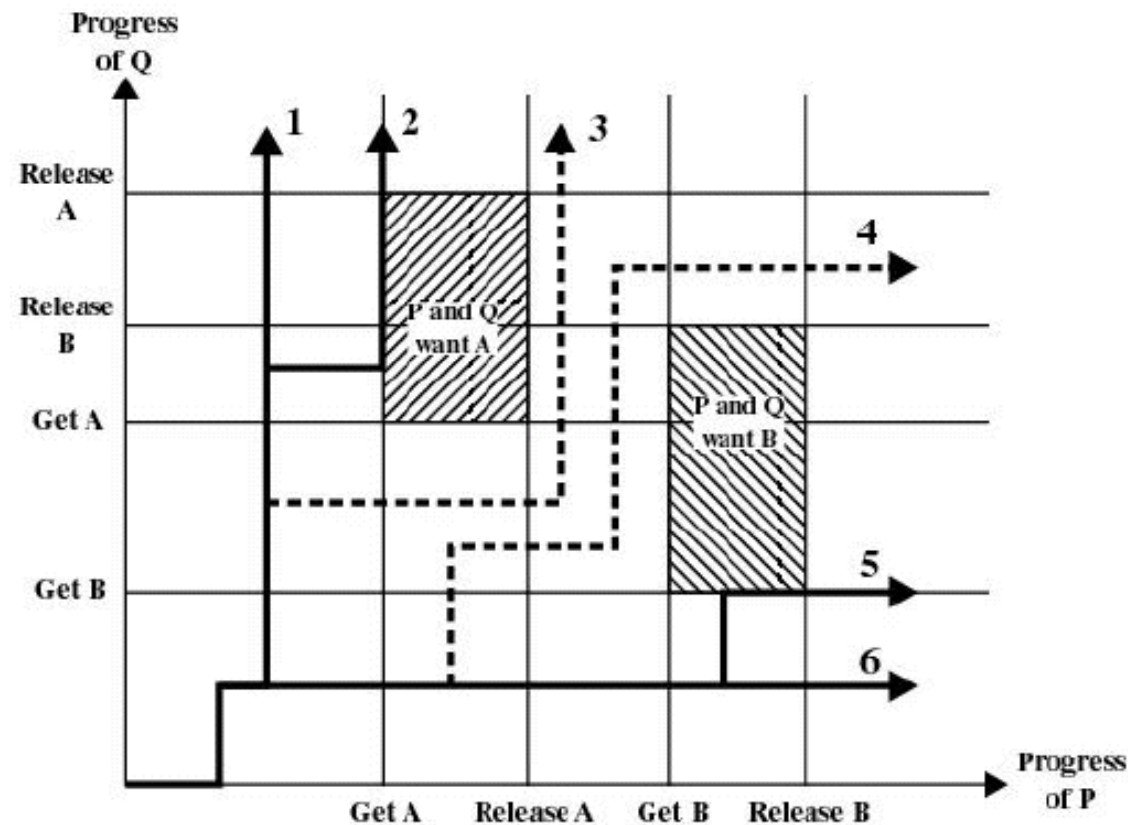 Progress
of Q
1
2
3
Release
A
4
Release
B
P and Q
want A
Get A
P and Q
want B
Get B
5
6
Progress
of P
Get A
Release A
Get B
Release B